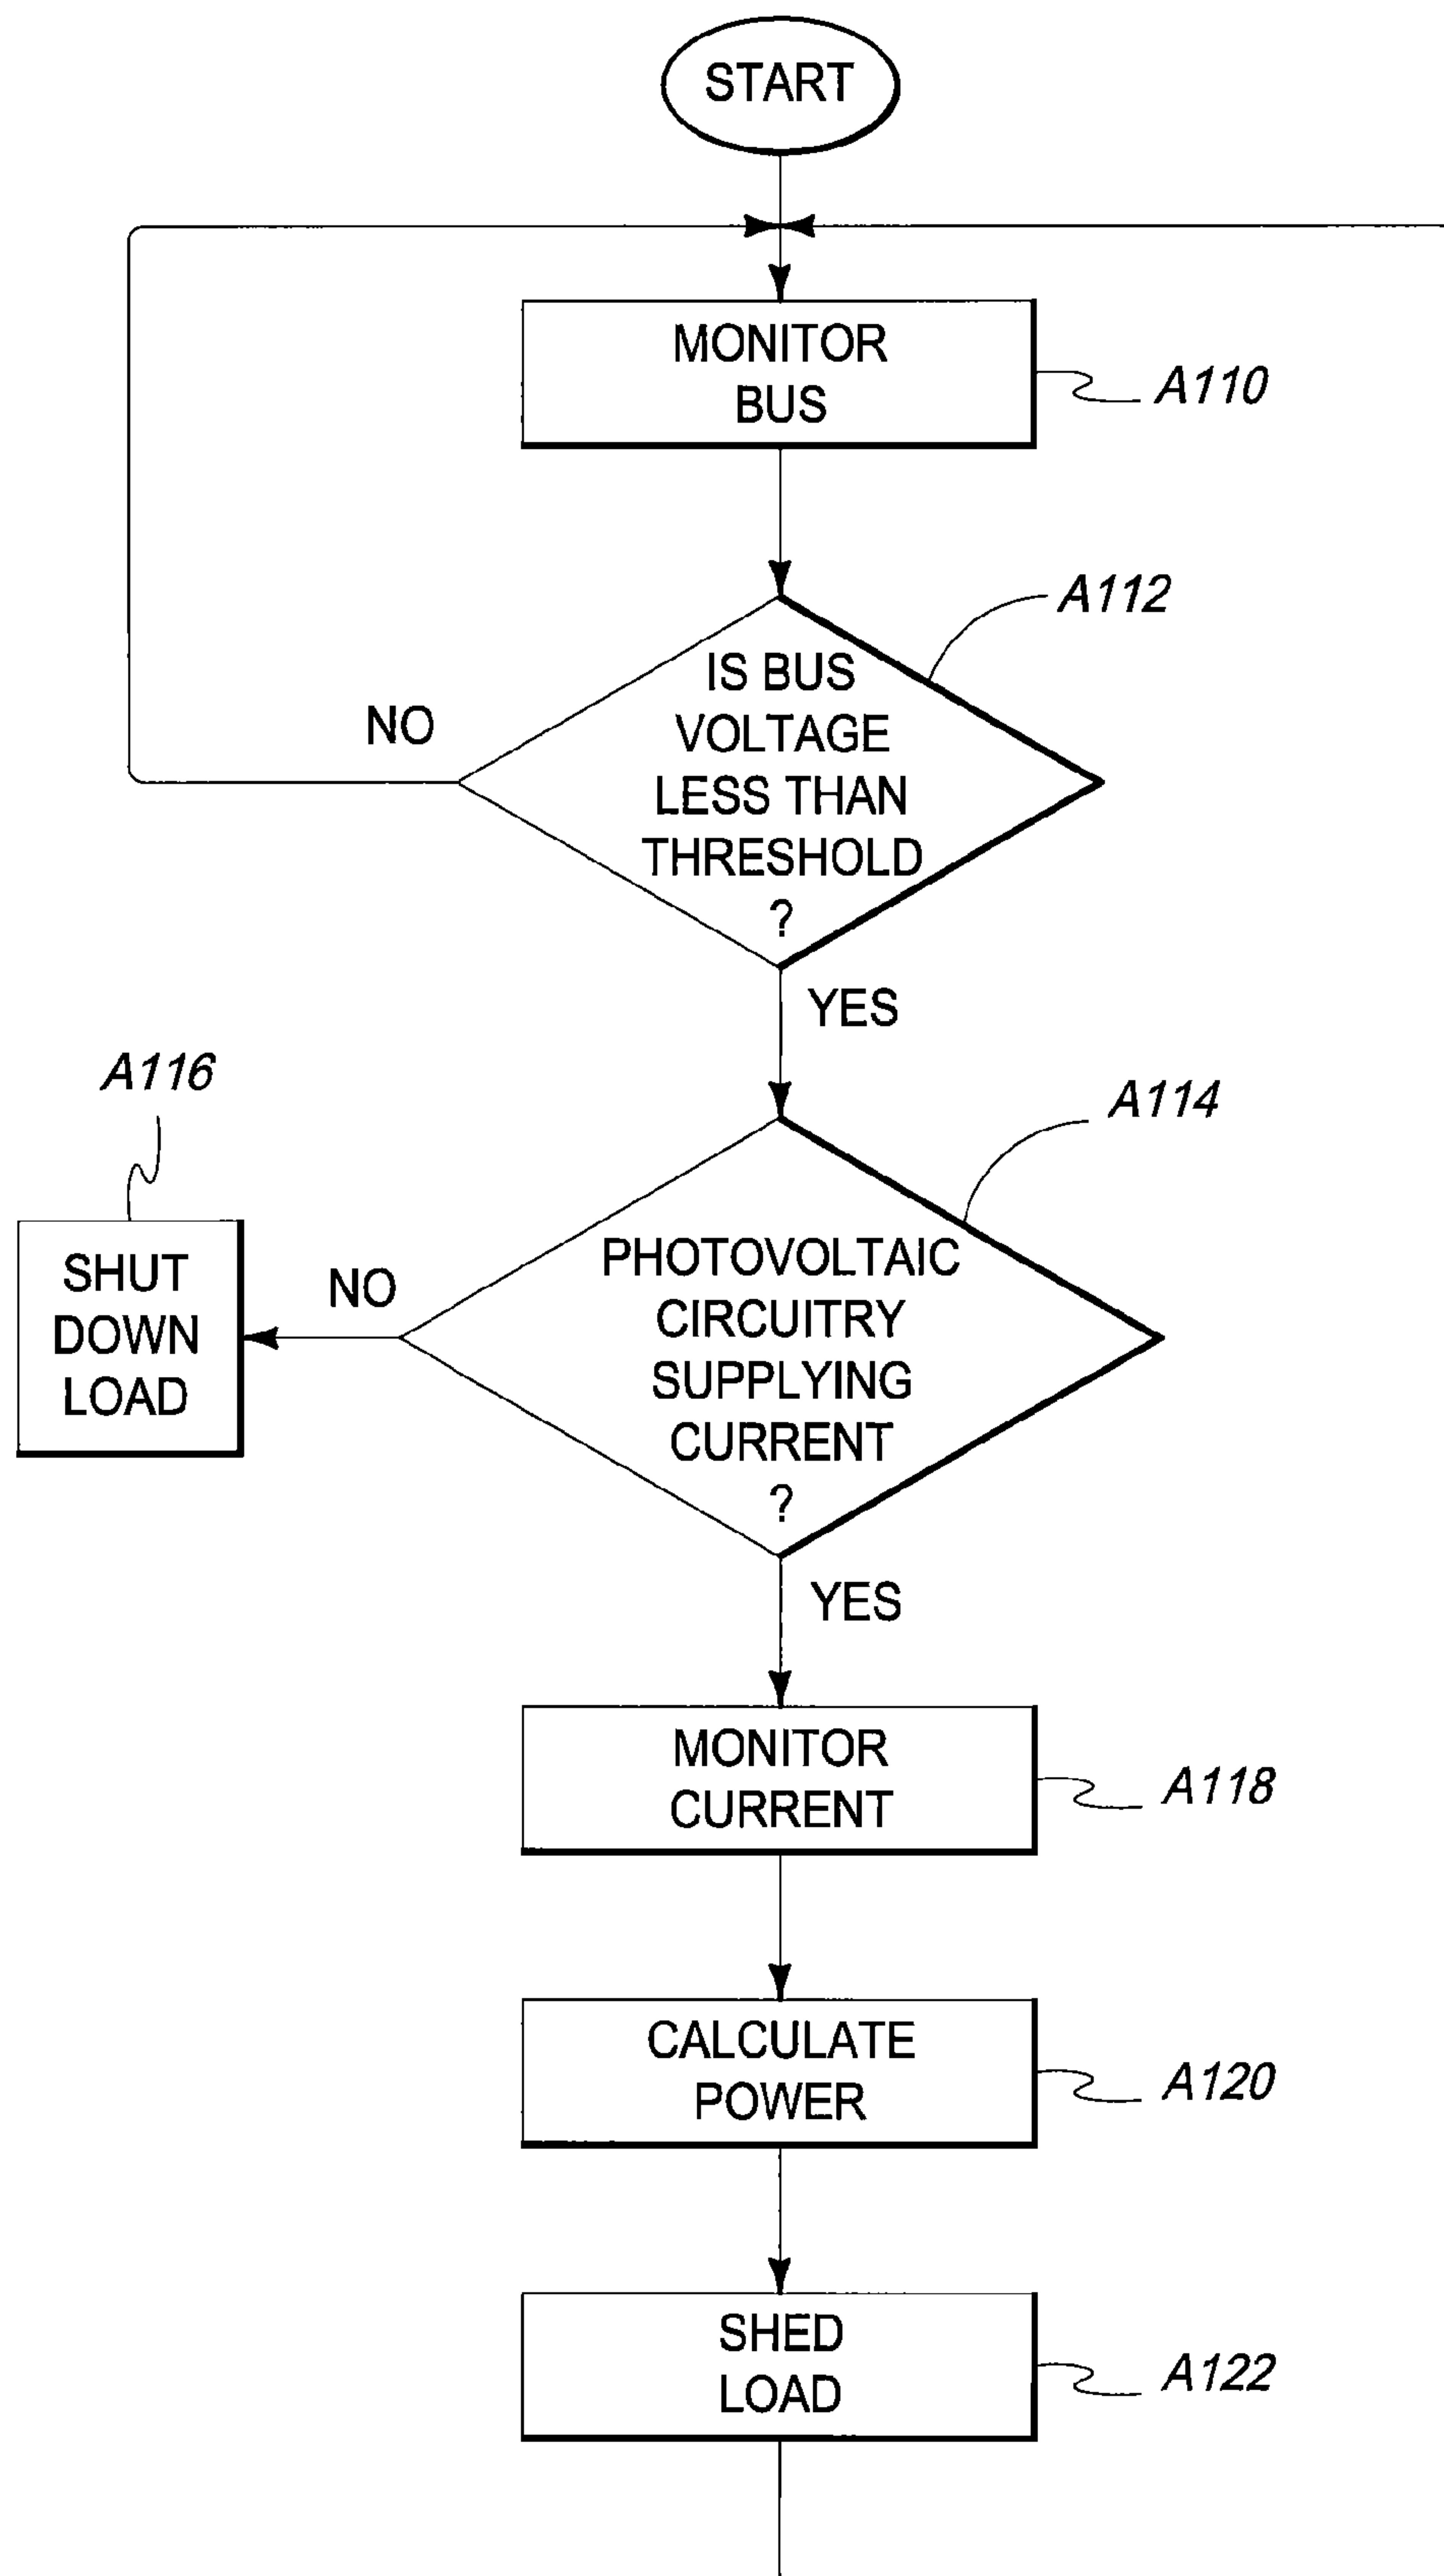 START
MONITOR
BUS
A110
A112
IS BUS
VOLTAGE
LESS THAN
THRESHOLD
?
NO
YES
A116
A114
SHUT
DOWN
LOAD
NO
PHOTOVOLTAIC
CIRCUITRY
SUPPLYING
CURRENT
?
YES
MONITOR
CURRENT
A118
CALCULATE
POWER
A120
SHED
LOAD
A122